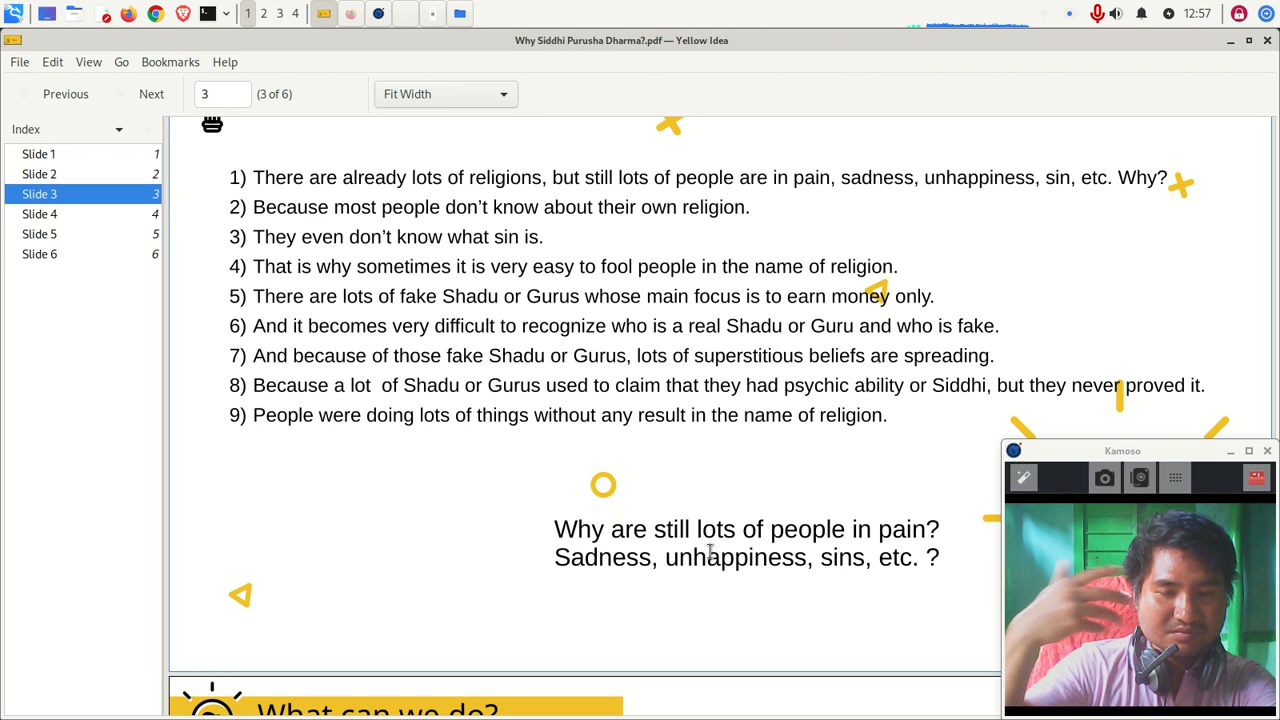 1 2 3 4
12:57
Why Siddhi Purusha Dharma?.pdf — Yellow Idea
File Edit View Go Bookmarks Help
Previous Next 3 (3 of 6) Fit Width
Index
Slide 1 1
Slide 2 2
Slide 3 3
Slide 4 4
Slide 5 5
Slide 6 6
1) There are already lots of religions, but still lots of people are in pain, sadness, unhappiness, sin, etc. Why?
2) Because most people don’t know about their own religion.
3) They even don’t know what sin is.
4) That is why sometimes it is very easy to fool people in the name of religion.
5) There are lots of fake Shadu or Gurus whose main focus is to earn money only.
6) And it becomes very difficult to recognize who is a real Shadu or Guru and who is fake.
7) And because of those fake Shadu or Gurus, lots of superstitious beliefs are spreading.
8) Because a lot of Shadu or Gurus used to claim that they had psychic ability or Siddhi, but they never proved it.
9) People were doing lots of things without any result in the name of religion.
Why are still lots of people in pain?
Sadness, unhappiness, sins, etc. ?
Kamoso
What can we do?